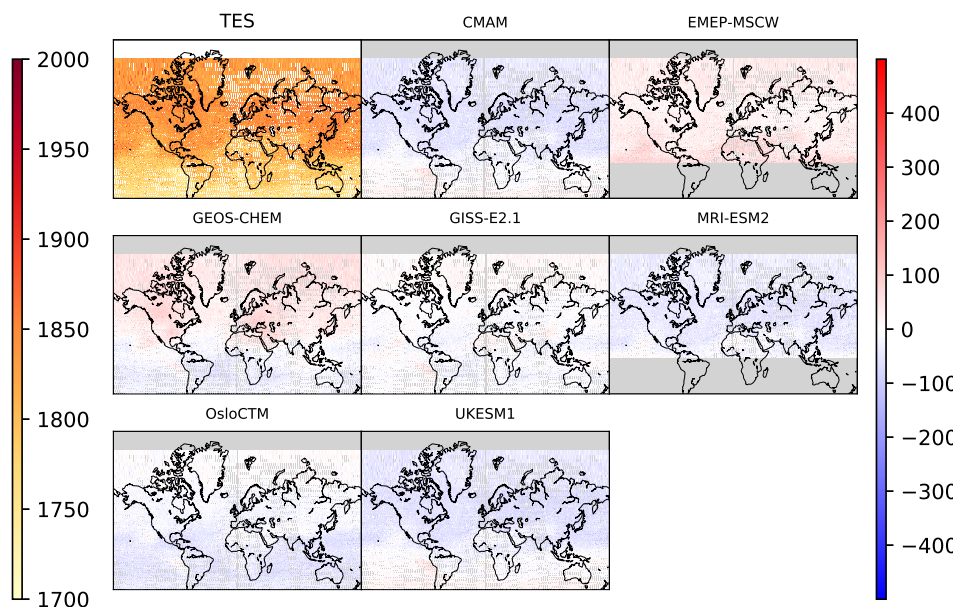 TES
CMAM
EMEP-MSCW
GEOS-CHEM
GISS-E2.1
MRI-ESM2
OsloCTM
UKESM1
2000
1950
1900
1850
1800
1750
1700
400
300
200
100
0
−100
−200
−300
−400